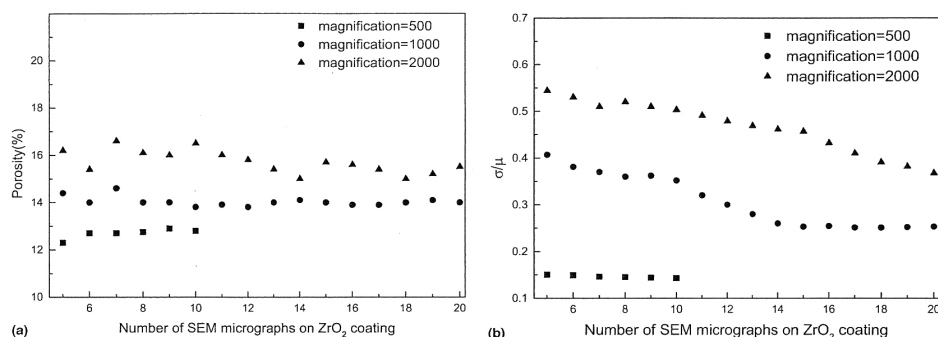 magnification=500
magnification=1000
magnification=2000
22
20
18
16
14
12
10
Porosity(%)
6 8 10 12 14 16 18 20
(a) Number of SEM micrographs on ZrO₂ coating
magnification=500
magnification=1000
magnification=2000
0.7
0.6
0.5
0.4
0.3
0.2
0.1
σ/μ
6 8 10 12 14 16 18 20
(b) Number of SEM micrographs on ZrO₂ coating